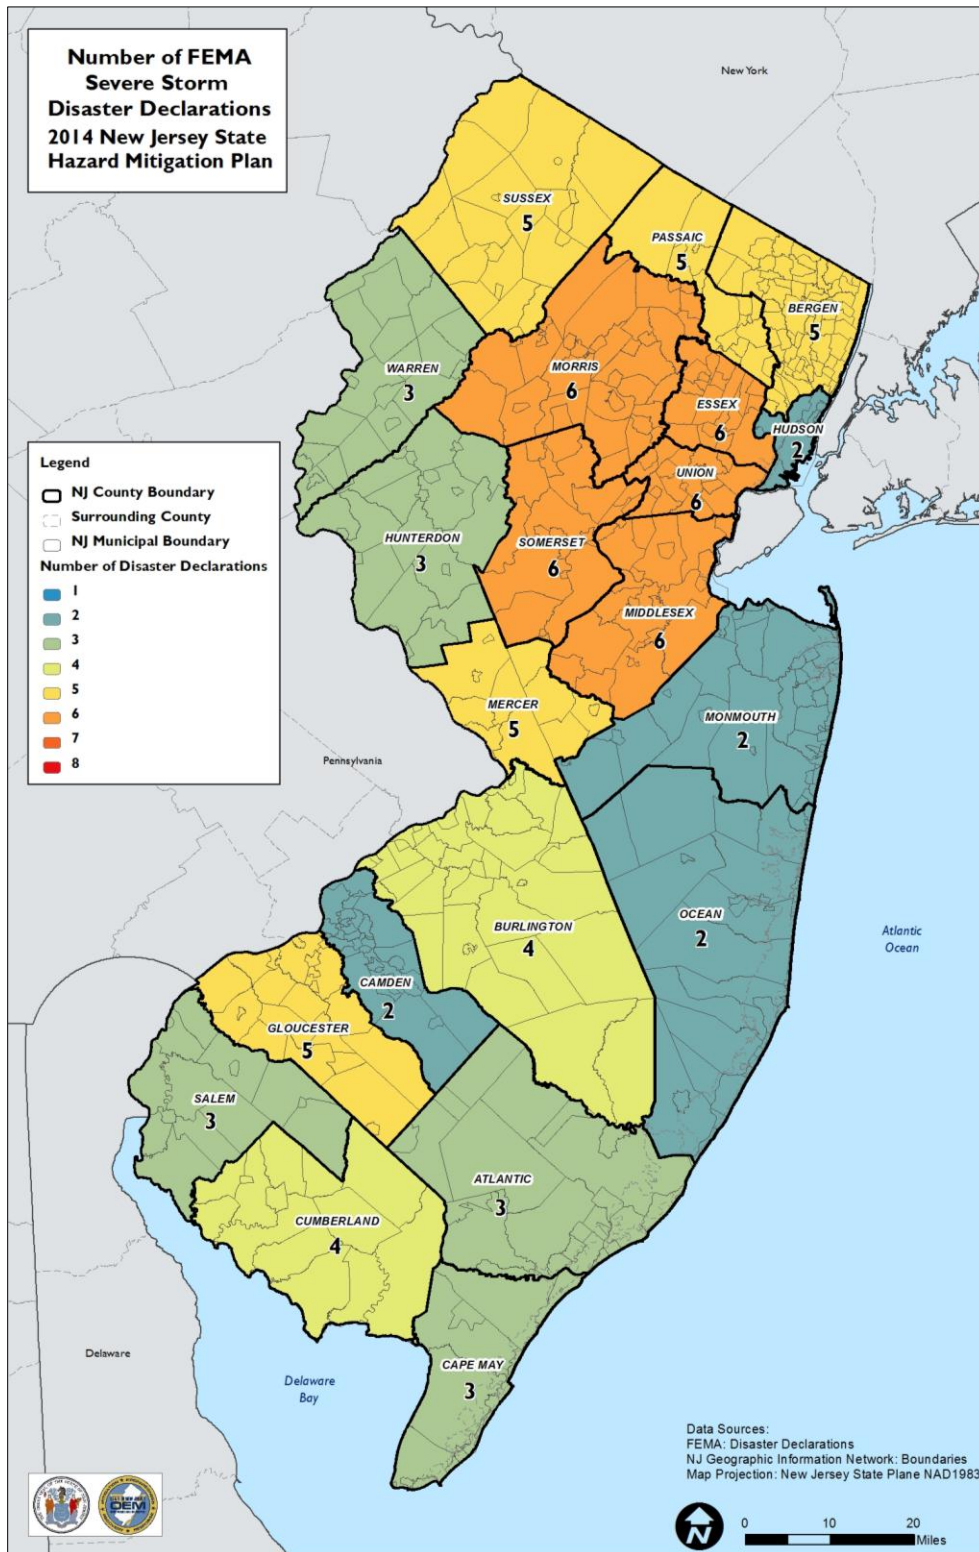 Number of FEMA
Severe Storm
Disaster Declarations
2014 New Jersey State
Hazard Mitigation Plan
New York
SUSSEX
5
PASSAIC
5
BERGEN
5
WARREN
3
MORRIS
6
ESSEX
6
HUDSON
2
UNION
6
HUNTERDON
3
SOMERSET
6
MIDDLESEX
6
Legend
NJ County Boundary
Surrounding County
NJ Municipal Boundary
Number of Disaster Declarations
1
2
3
4
5
6
7
8
MERCER
5
MONMOUTH
2
Pennsylvania
BURLINGTON
4
OCEAN
2
Atlantic
Ocean
CAMDEN
2
GLOUCESTER
5
SALEM
3
ATLANTIC
3
CUMBERLAND
4
CAPE MAY
3
Delaware
Delaware
Bay
Data Sources:
FEMA: Disaster Declarations
NJ Geographic Information Network: Boundaries
Map Projection: New Jersey State Plane NAD1983
OEM
N
0 10 20
Miles